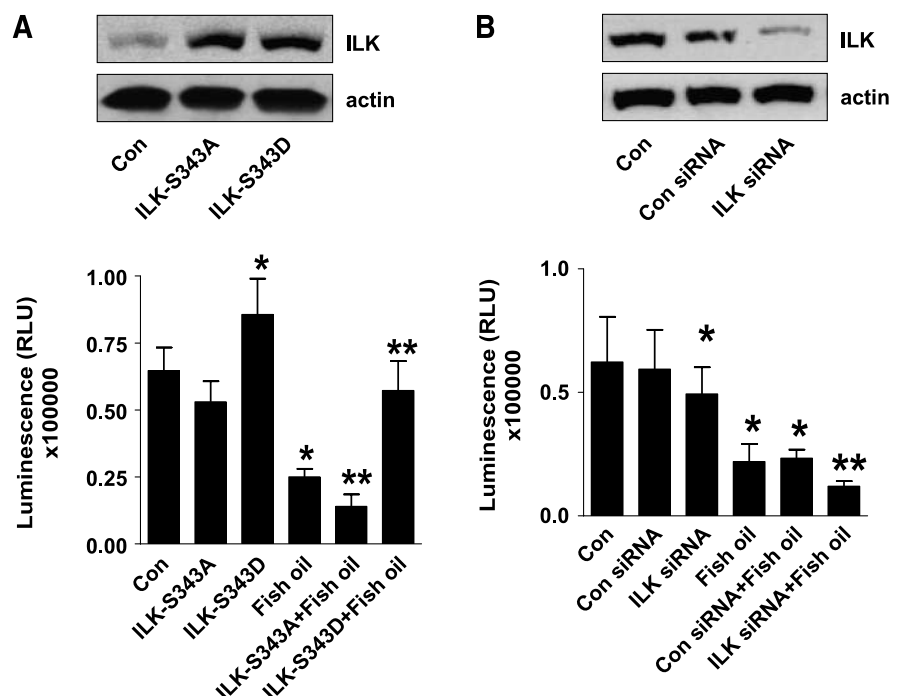 A
ILK
actin
Con
ILK-S343A
ILK-S343D
Luminescence (RLU)
x100000
1.00
0.75
0.50
0.25
0.00
*
*
**
**
Con
ILK-S343A
ILK-S343D
Fish oil
ILK-S343A+Fish oil
ILK-S343D+Fish oil
B
ILK
actin
Con
Con siRNA
ILK siRNA
Luminescence (RLU)
x100000
1.0
0.5
0.0
*
*
*
**
Con
Con siRNA
ILK siRNA
Fish oil
Con siRNA+Fish oil
ILK siRNA+Fish oil